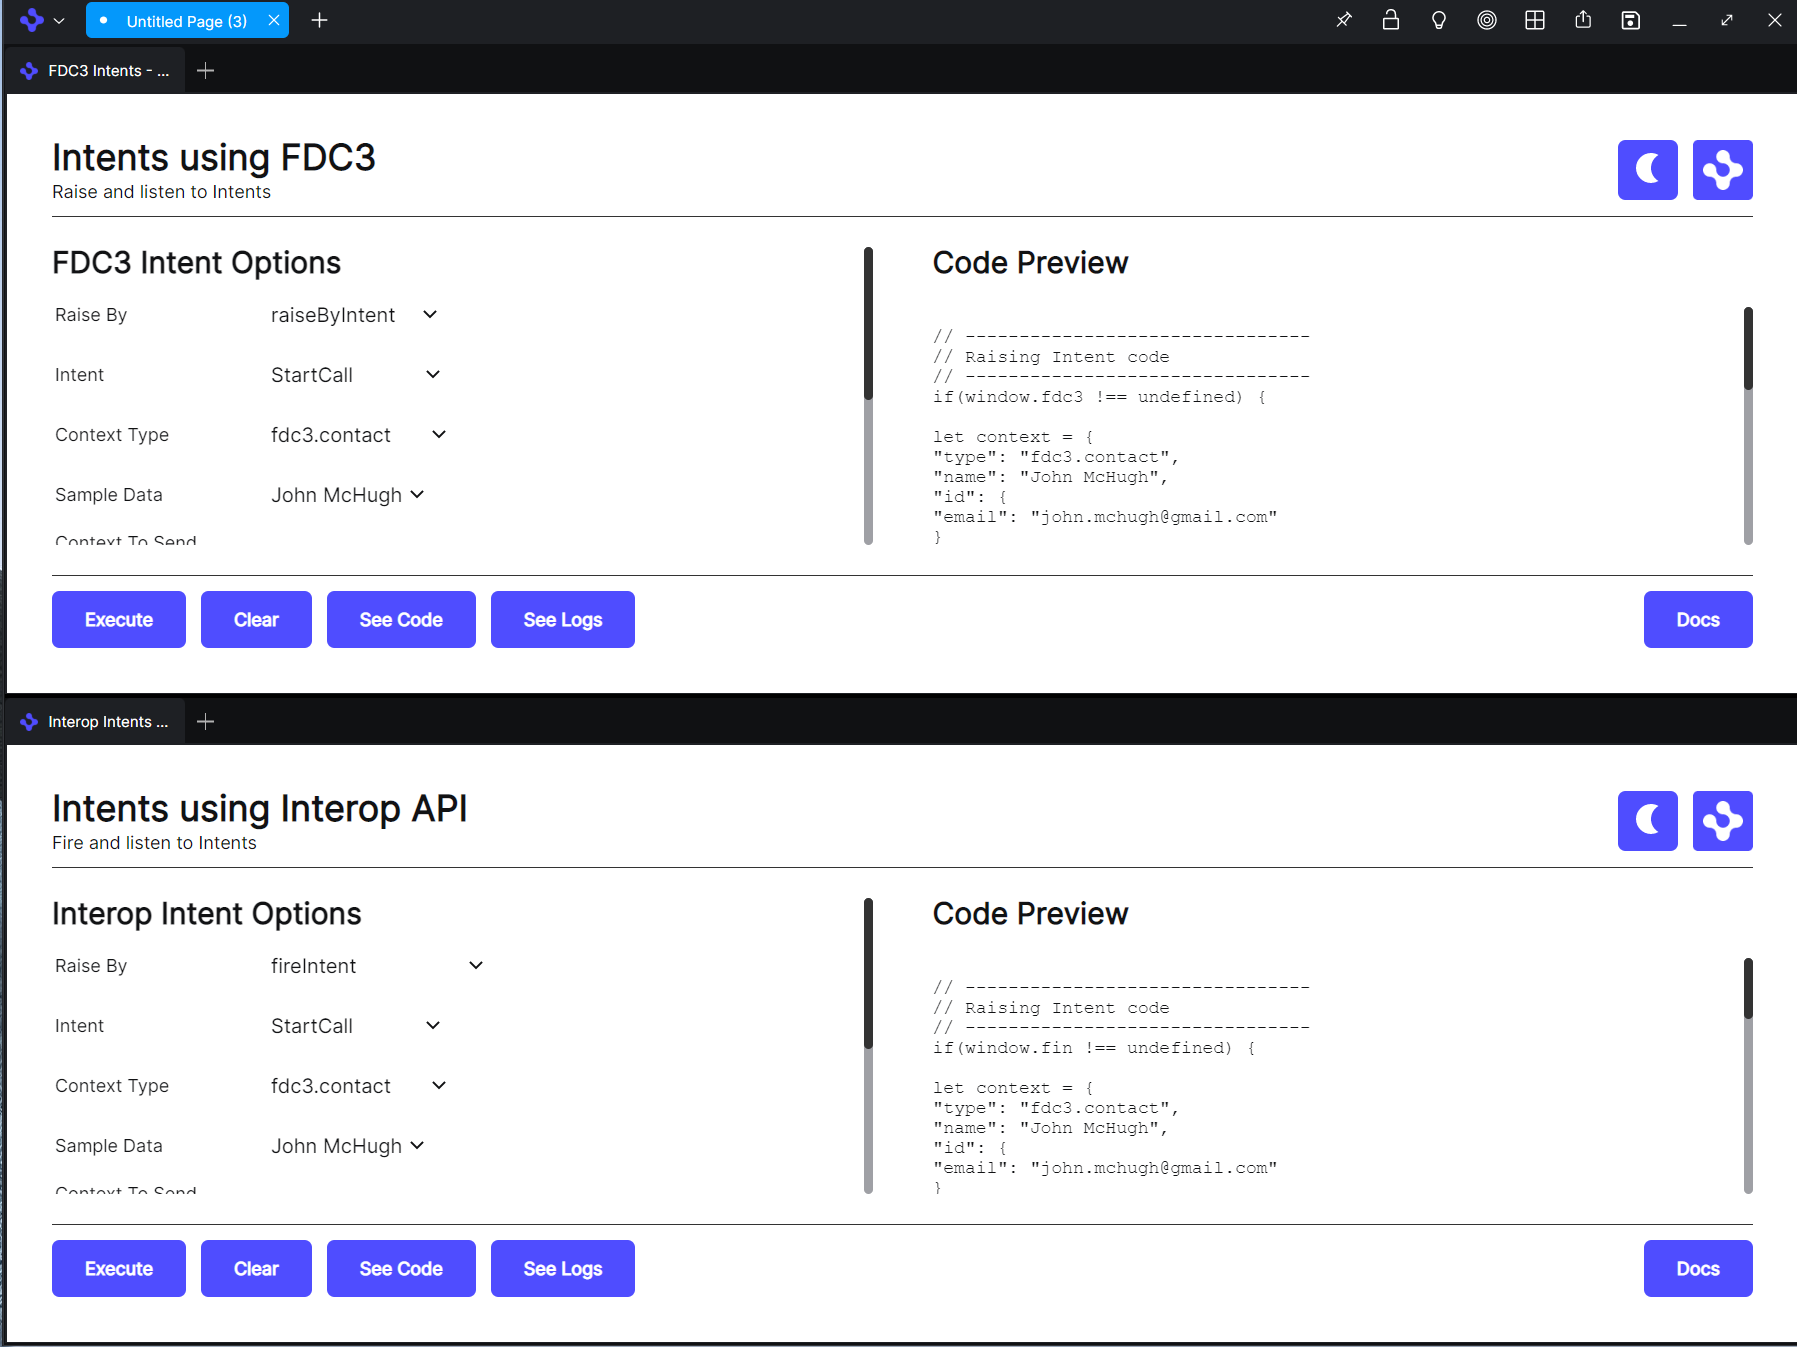 Untitled Page (3)
FDC3 Intents - ...
Intents using FDC3
Raise and listen to Intents
FDC3 Intent Options
Raise By raiseByIntent
Intent StartCall
Context Type fdc3.contact
Sample Data John McHugh
Context To Send
Code Preview
// --------------------------------
// Raising Intent code
// --------------------------------
if(window.fdc3 !== undefined) {
let context = {
"type": "fdc3.contact",
"name": "John McHugh",
"id": {
"email": "john.mchugh@gmail.com"
}
Execute Clear See Code See Logs Docs
Interop Intents ...
Intents using Interop API
Fire and listen to Intents
Interop Intent Options
Raise By fireIntent
Intent StartCall
Context Type fdc3.contact
Sample Data John McHugh
Context To Send
Code Preview
// --------------------------------
// Raising Intent code
// --------------------------------
if(window.fin !== undefined) {
let context = {
"type": "fdc3.contact",
"name": "John McHugh",
"id": {
"email": "john.mchugh@gmail.com"
}
Execute Clear See Code See Logs Docs